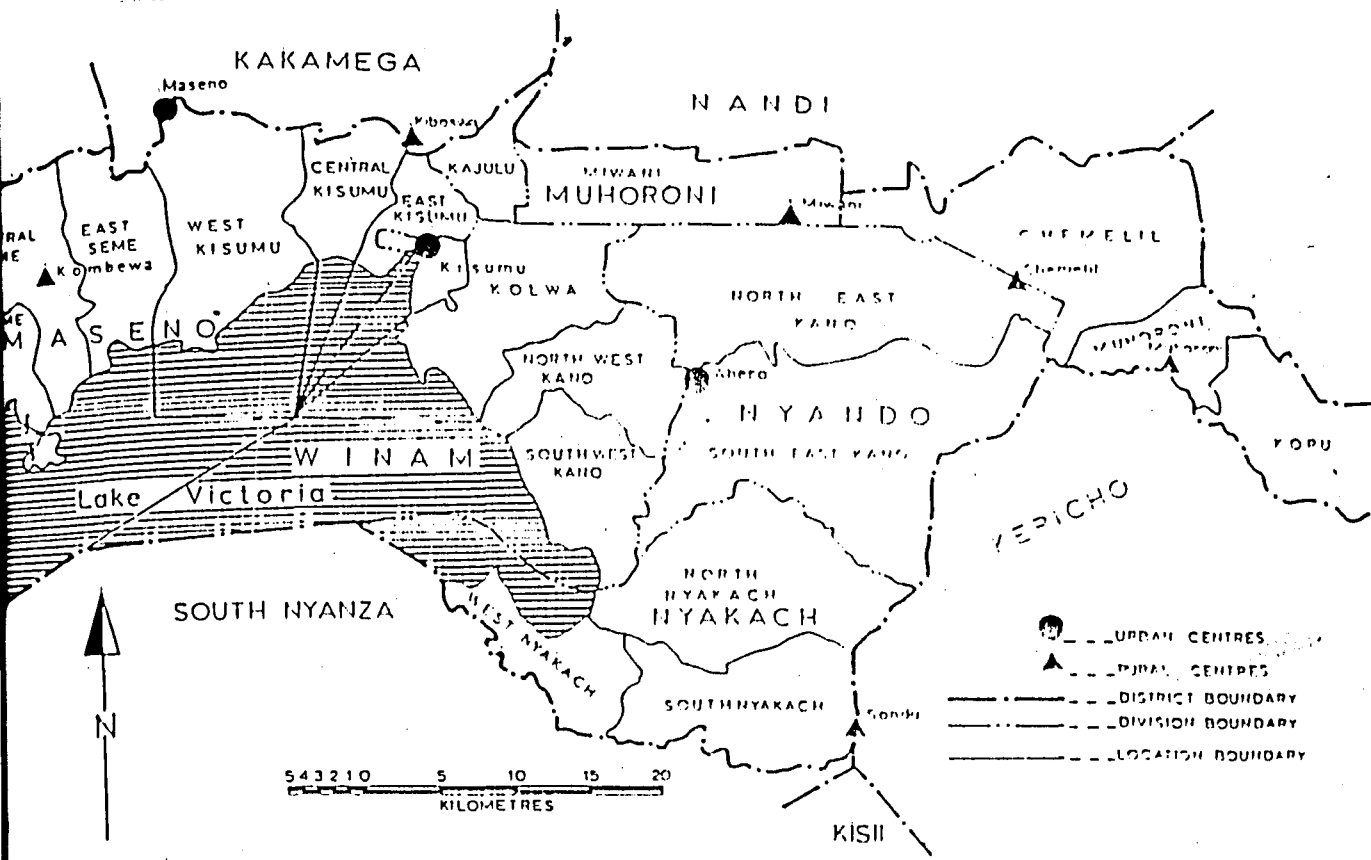 KAKAMEGA
Maseno
NANDI
CENTRAL
KISUMU
KAJULU
MIWANI
MUHORONI
Miwani
EAST
KISUMU
EAST
SEME
WEST
KISUMU
Kombewa
Kisumu
KOLWA
CHEMELIL
Chemelil
NORTH EAST
KANO
MASENO
MUHORONI
NORTH WEST
KANO
Ahero
NYANDO
SOUTH WEST
KANO
SOUTH EAST KANO
KORU
WINAM
Lake Victoria
KERICHO
NORTH
NYAKACH
NYAKACH
SOUTH NYANZA
WEST NYAKACH
SOUTH NYAKACH
Sondu
N
URBAN CENTRES
RURAL CENTRES
DISTRICT BOUNDARY
DIVISION BOUNDARY
LOCATION BOUNDARY
5 4 3 2 1 0 5 10 15 20
KILOMETRES
KISII